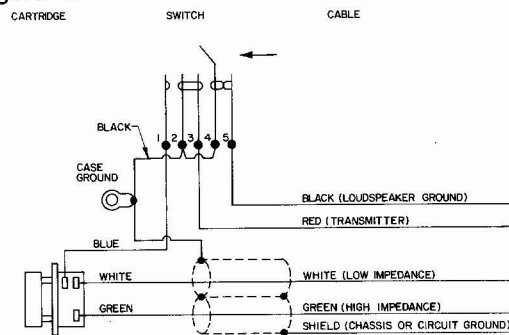 CARTRIDGE
SWITCH
CABLE
BLACK
1 2 3 4 5
CASE
GROUND
BLACK (LOUDSPEAKER GROUND)
RED (TRANSMITTER)
BLUE
WHITE
WHITE (LOW IMPEDANCE)
GREEN
GREEN (HIGH IMPEDANCE)
SHIELD (CHASSIS OR CIRCUIT GROUND)